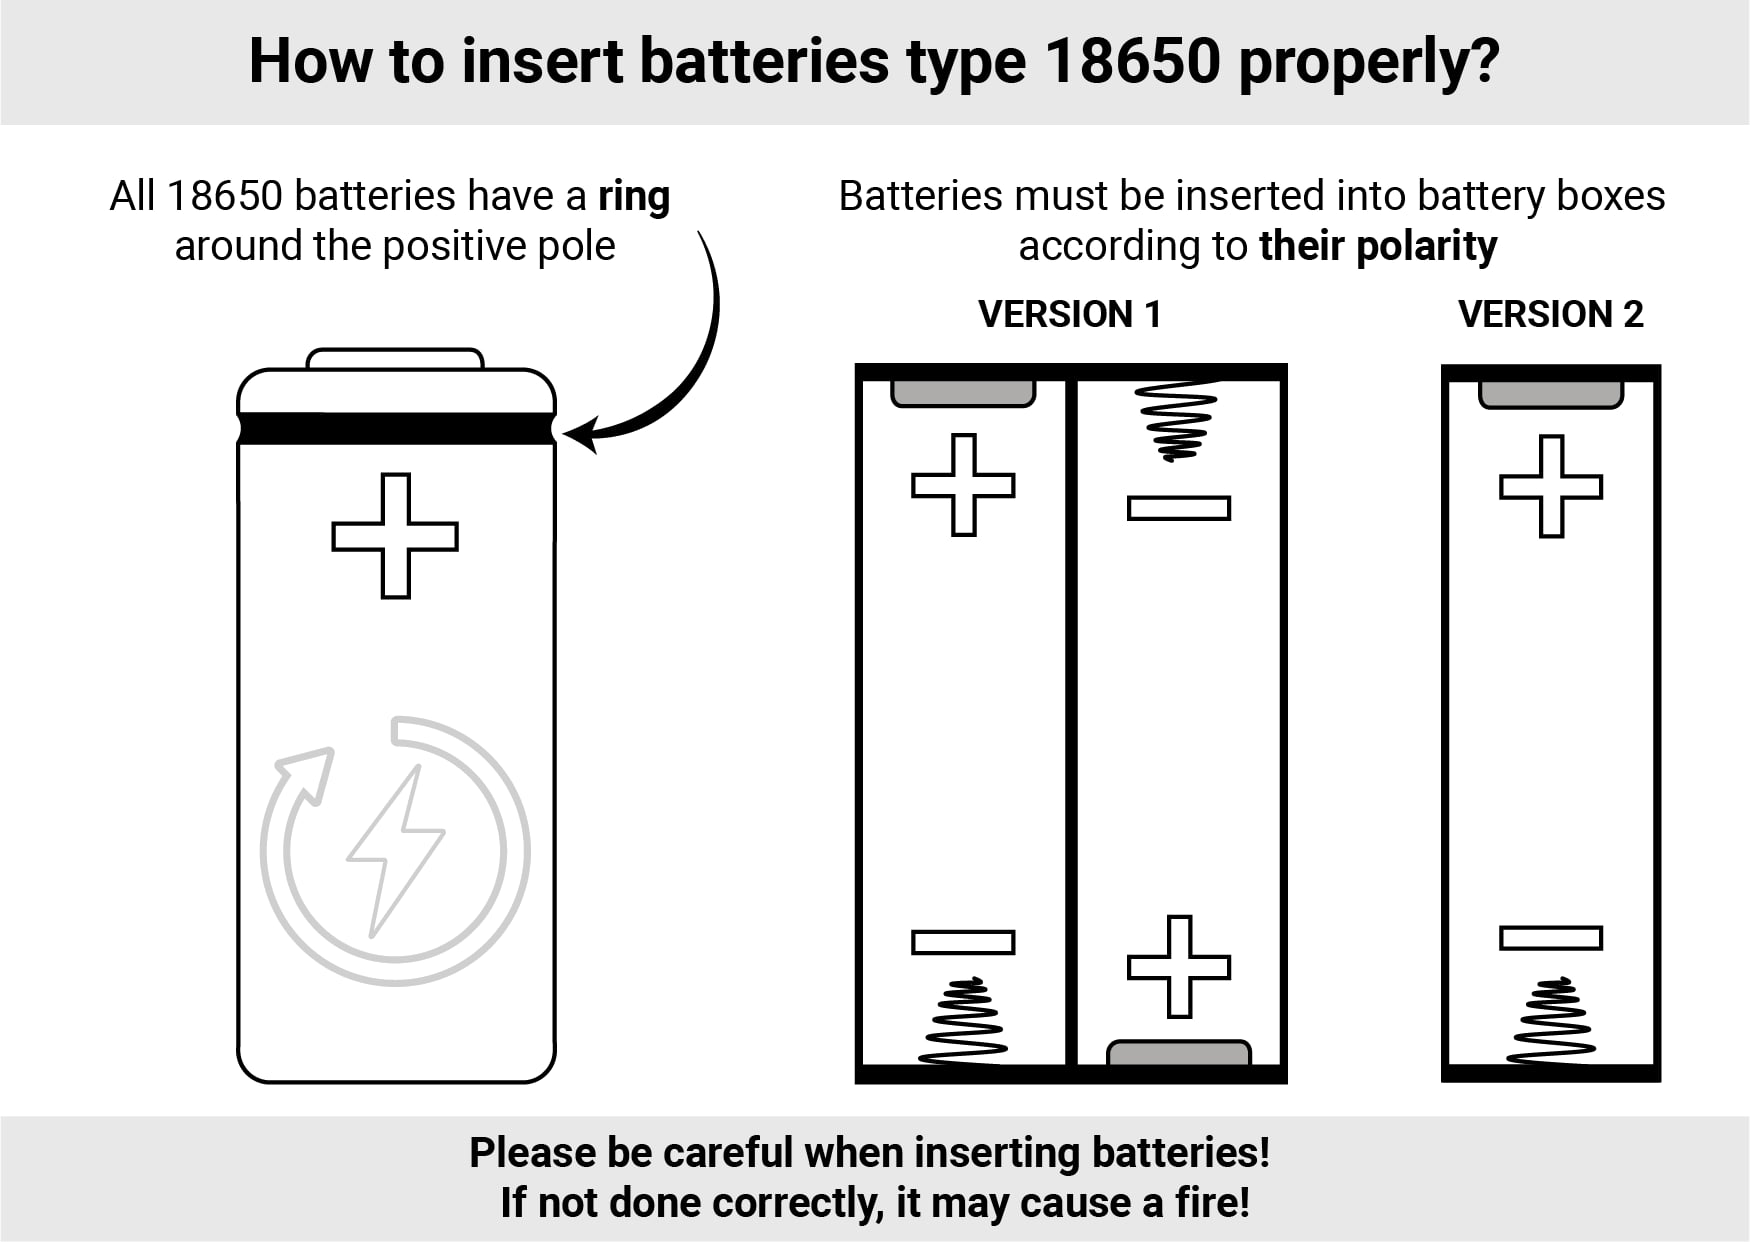 How to insert batteries type 18650 properly?
All 18650 batteries have a ring
around the positive pole
Batteries must be inserted into battery boxes
according to their polarity
VERSION 1
VERSION 2
Please be careful when inserting batteries!
If not done correctly, it may cause a fire!